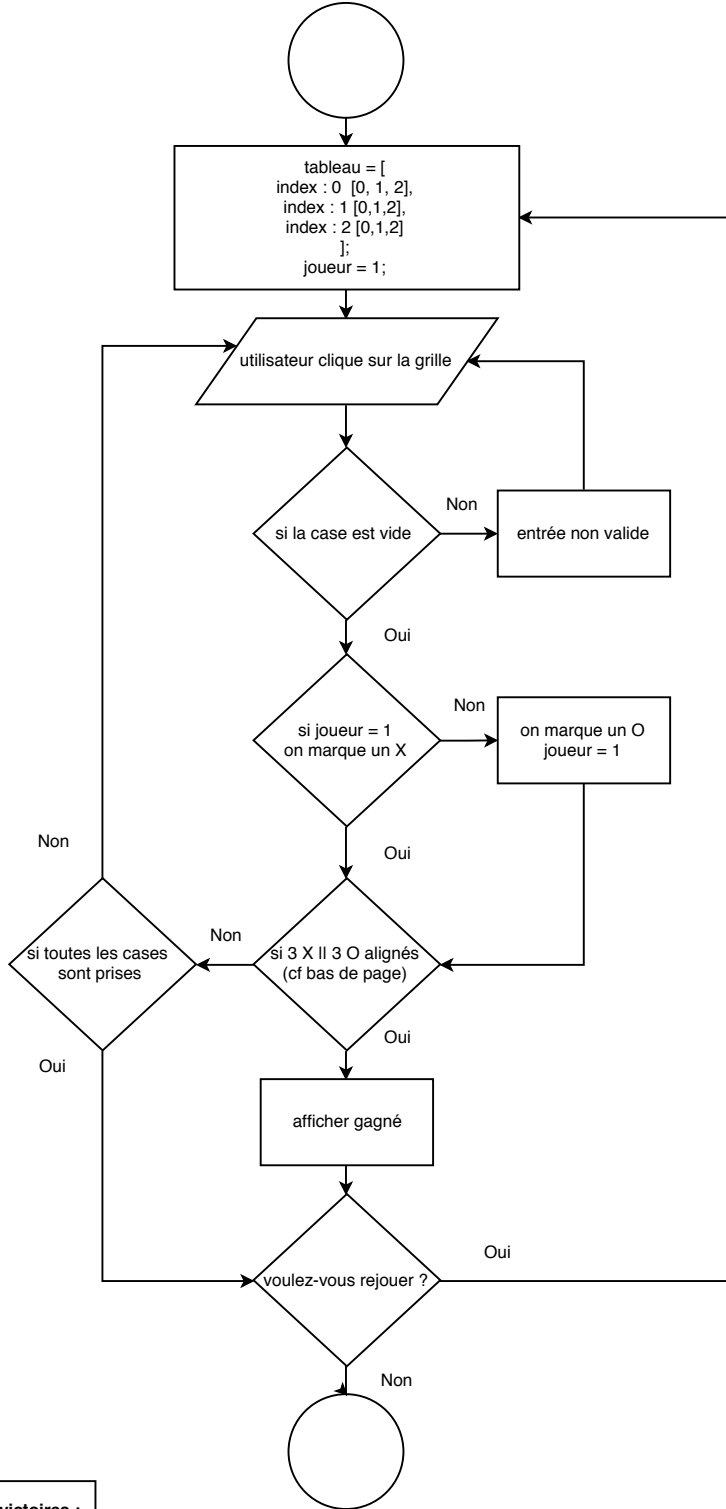 tableau = [
index : 0  [0, 1, 2],
index : 1 [0,1,2],
index : 2 [0,1,2]
];
joueur = 1;
utilisateur clique sur la grille
si la case est vide
Non
entrée non valide
Oui
si joueur = 1
on marque un X
Non
on marque un O
joueur = 1
Oui
Non
si toutes les cases
sont prises
Non
si 3 X || 3 O alignés
(cf bas de page)
Oui
Oui
afficher gagné
voulez-vous rejouer ?
Oui
Non
victoires :